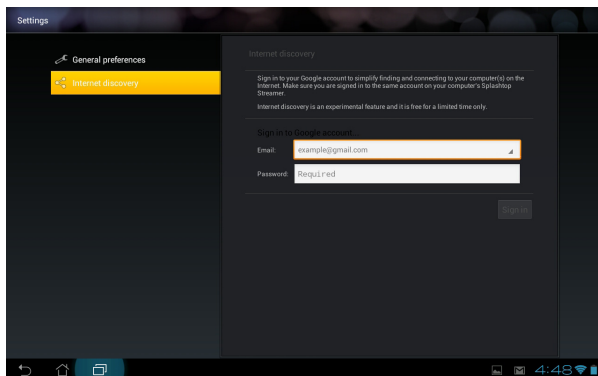 Settings
General preferences
Internet discovery
Internet discovery
Sign in to your Google account to simplify finding and connecting to your computer(s) on the
Internet. Make sure you are signed in to the same account on your computer's Splashtop
Streamer.
Internet discovery is an experimental feature and it is free for a limited time only.
Sign in to Google account...
Email:
example@gmail.com
Password:
Required
Sign in
4:48